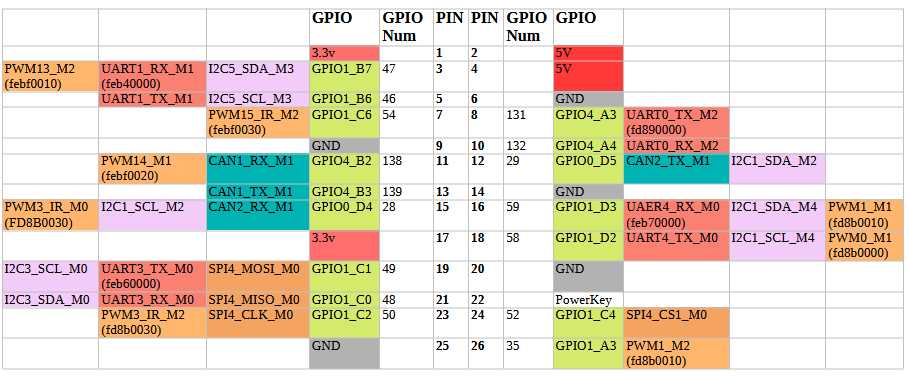 GPIO GPIO Num PIN PIN GPIO Num GPIO
3.3v 1 2 5V
PWM13_M2 (febf0010) UART1_RX_M1 (feb40000) I2C5_SDA_M3 GPIO1_B7 47 3 4 5V
UART1_TX_M1 I2C5_SCL_M3 GPIO1_B6 46 5 6 GND
PWM15_IR_M2 (febf0030) GPIO1_C6 54 7 8 131 GPIO4_A3 UART0_TX_M2 (fd890000)
GND 9 10 132 GPIO4_A4 UART0_RX_M2
PWM14_M1 (febf0020) CAN1_RX_M1 GPIO4_B2 138 11 12 29 GPIO0_D5 CAN2_TX_M1 I2C1_SDA_M2
CAN1_TX_M1 GPIO4_B3 139 13 14 GND
PWM3_IR_M0 (FD8B0030) I2C1_SCL_M2 CAN2_RX_M1 GPIO0_D4 28 15 16 59 GPIO1_D3 UAER4_RX_M0 (feb70000) I2C1_SDA_M4 PWM1_M1 (fd8b0010)
3.3v 17 18 58 GPIO1_D2 UART4_TX_M0 I2C1_SCL_M4 PWM0_M1 (fd8b0000)
I2C3_SCL_M0 UART3_TX_M0 (feb60000) SPI4_MOSI_M0 GPIO1_C1 49 19 20 GND
I2C3_SDA_M0 UART3_RX_M0 SPI4_MISO_M0 GPIO1_C0 48 21 22 PowerKey
PWM3_IR_M2 (fd8b0030) SPI4_CLK_M0 GPIO1_C2 50 23 24 52 GPIO1_C4 SPI4_CS1_M0
GND 25 26 35 GPIO1_A3 PWM1_M2 (fd8b0010)